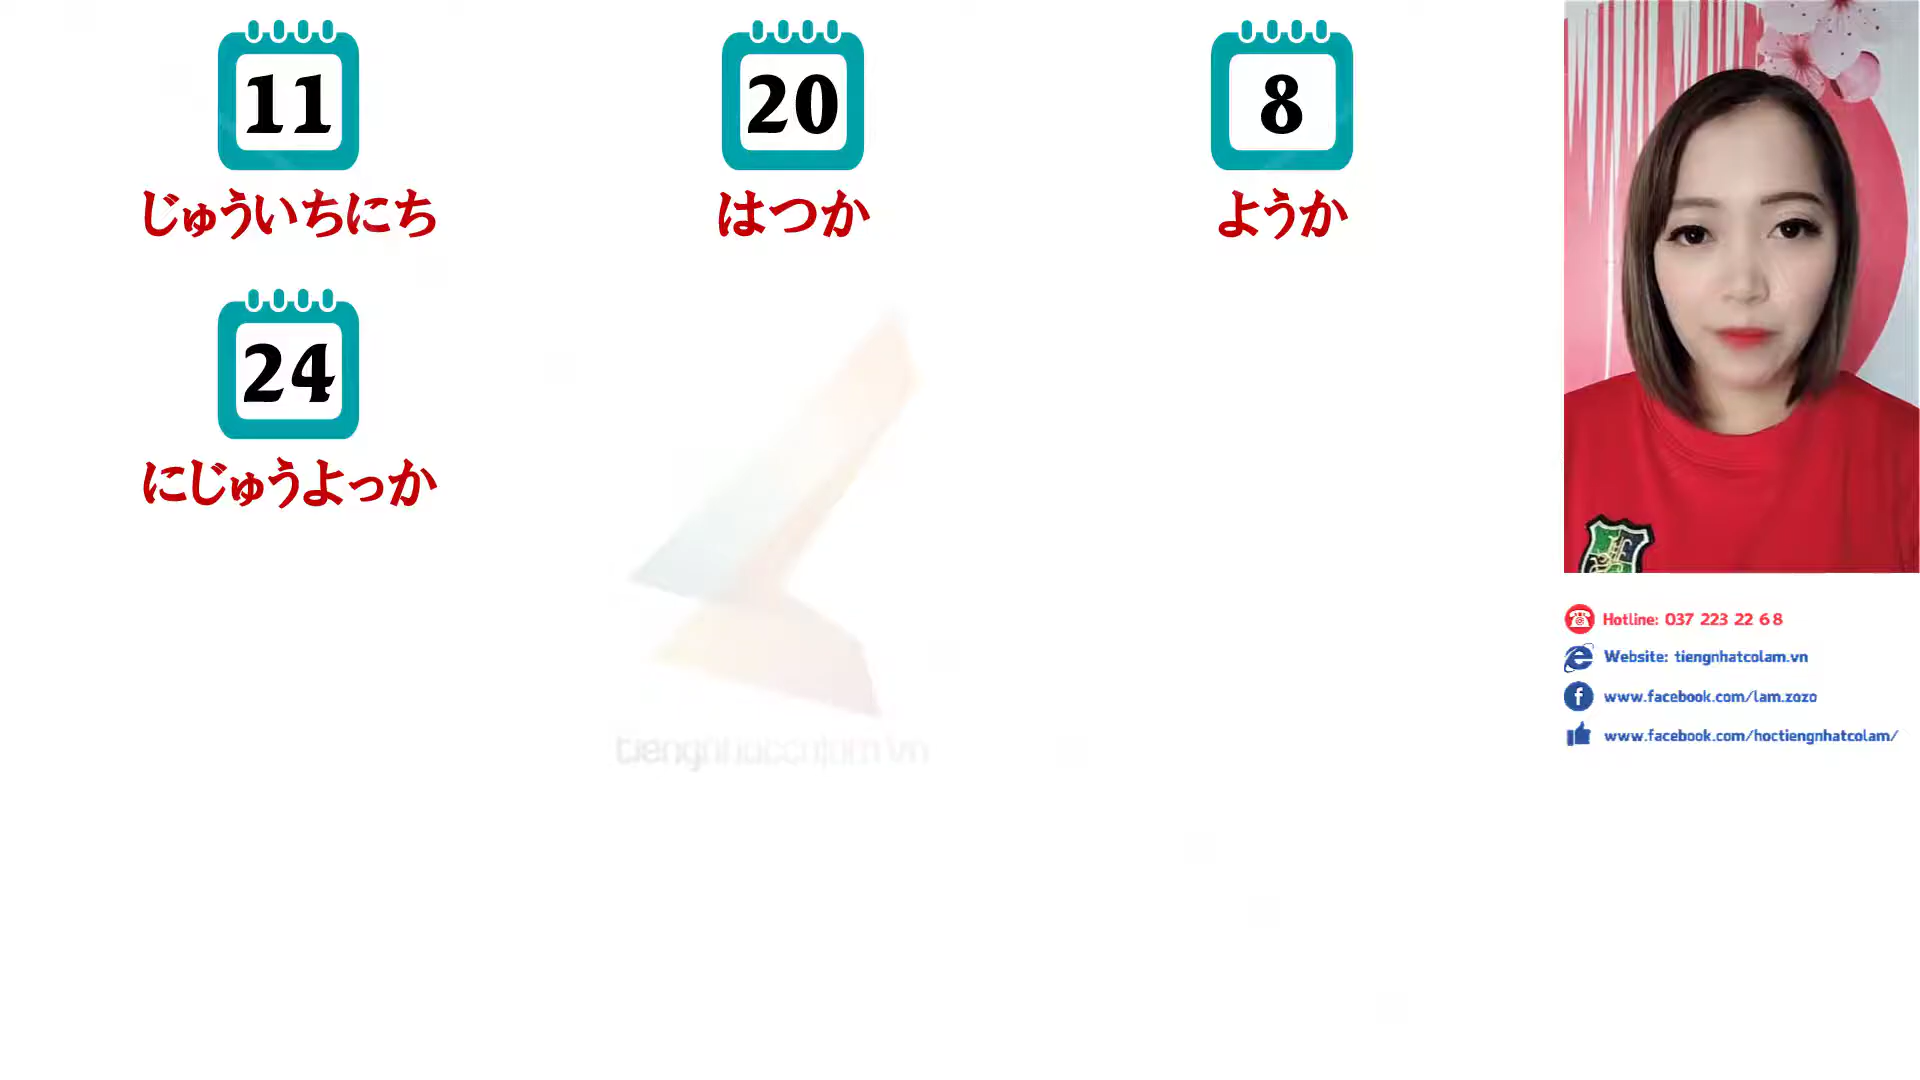 11
じゅういちにち
20
はつか
8
ようか
24
にじゅうよっか
Hotline: 037 223 22 68
Website: tiengnhatcolam.vn
www.facebook.com/lam.zozo
www.facebook.com/hoctiengnhatcolam/
tiengnhatcolam.vn